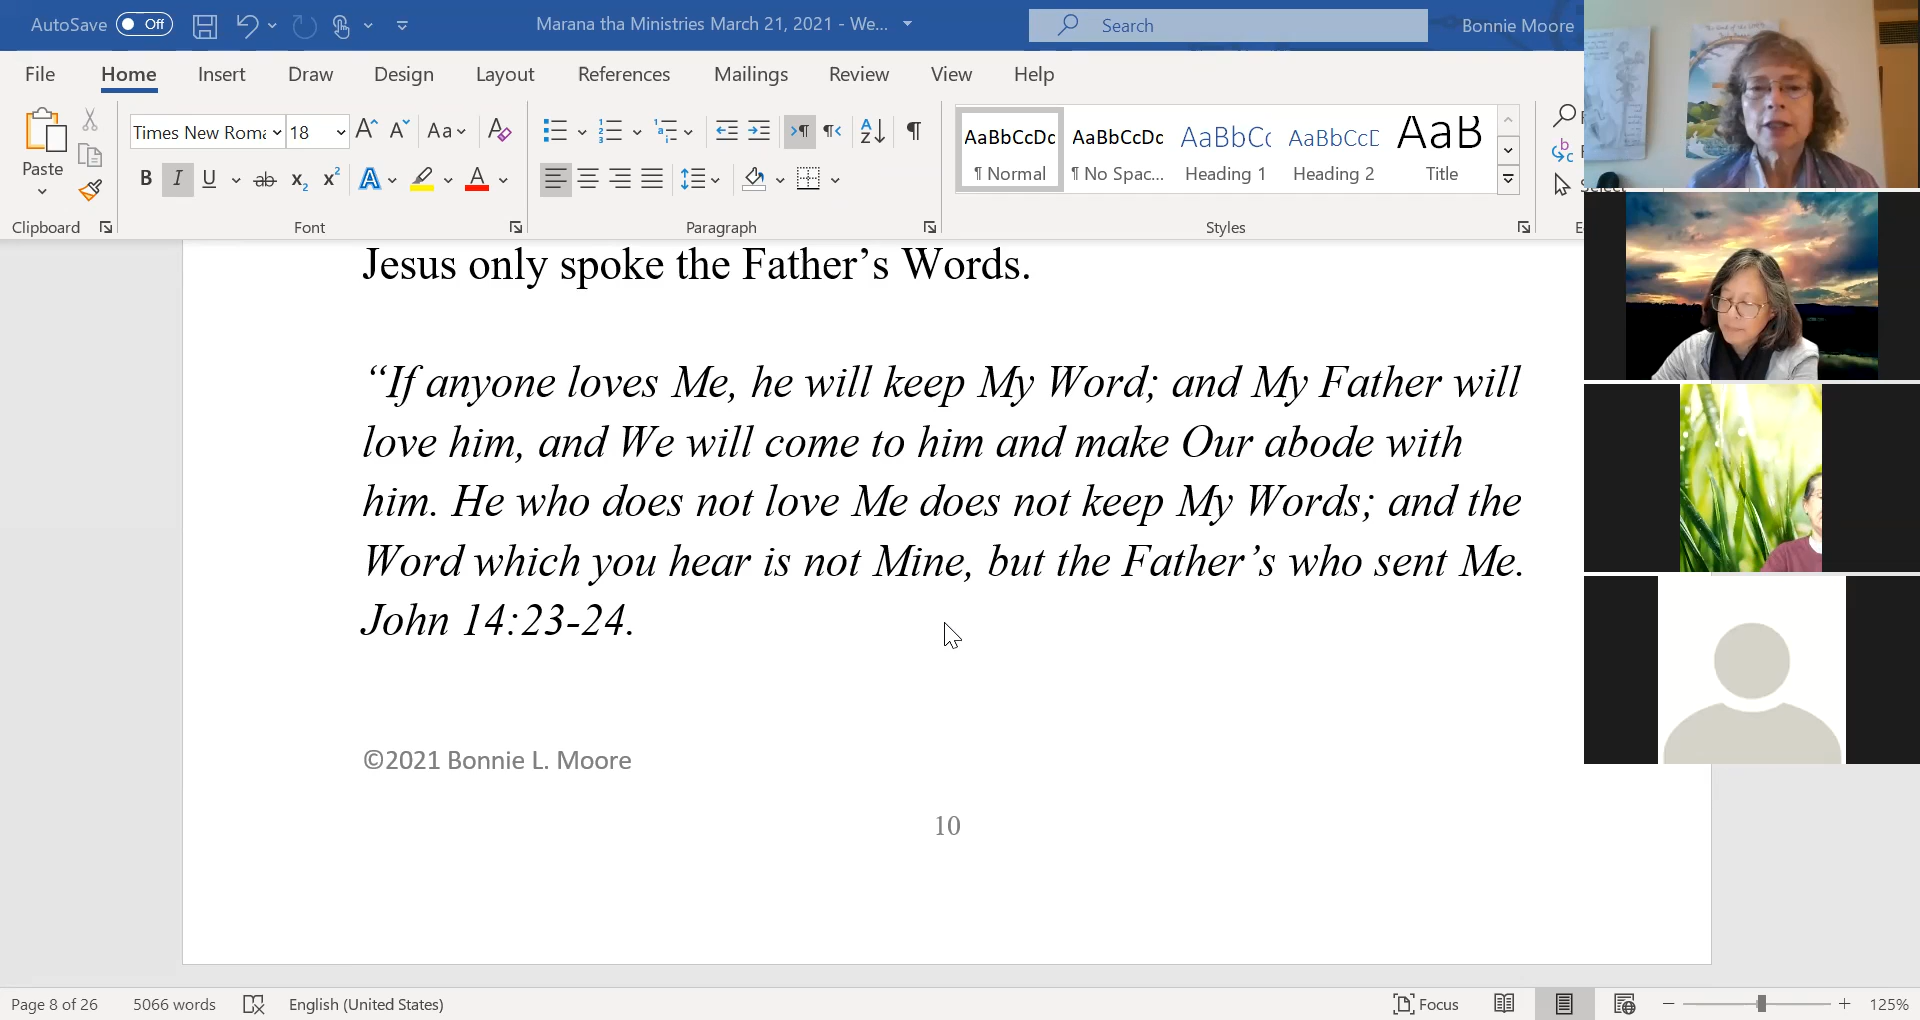 AutoSave Off Marana tha Ministries March 21, 2021 - We... Search Bonnie Moore
File Home Insert Draw Design Layout References Mailings Review View Help
Paste
Times New Roma 18
Aa
B I U ab x₂ x² A A
AaBbCcDc AaBbCcDc AaBbCc AaBbCcD AaB
¶ Normal ¶ No Spac... Heading 1 Heading 2 Title
Clipboard Font Paragraph Styles
Jesus only spoke the Father’s Words.
“If anyone loves Me, he will keep My Word; and My Father will
love him, and We will come to him and make Our abode with
him. He who does not love Me does not keep My Words; and the
Word which you hear is not Mine, but the Father’s who sent Me.
John 14:23-24.
©2021 Bonnie L. Moore
10
Page 8 of 26 5066 words English (United States) Focus 125%